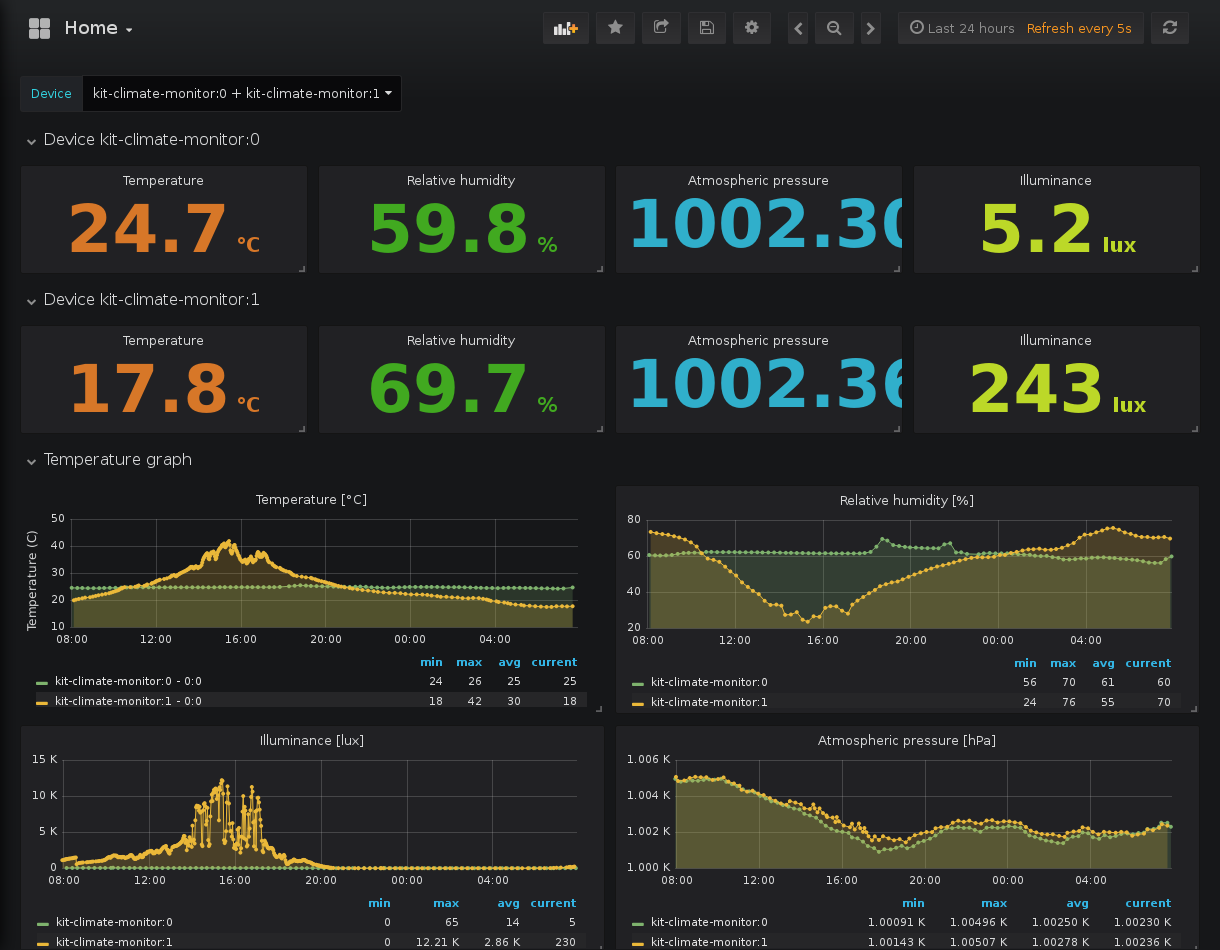 Home
Last 24 hours Refresh every 5s
Device kit-climate-monitor:0 + kit-climate-monitor:1
Device kit-climate-monitor:0
Temperature Relative humidity Atmospheric pressure Illuminance
24.7 °C 59.8 % 1002.30 5.2 lux
Device kit-climate-monitor:1
Temperature Relative humidity Atmospheric pressure Illuminance
17.8 °C 69.7 % 1002.36 243 lux
Temperature graph
Temperature [°C]
Temperature (C)
50
40
30
20
10
08:00 12:00 16:00 20:00 00:00 04:00
min max avg current
kit-climate-monitor:0 - 0:0 24 26 25 25
kit-climate-monitor:1 - 0:0 18 42 30 18
Relative humidity [%]
80
60
40
20
08:00 12:00 16:00 20:00 00:00 04:00
min max avg current
kit-climate-monitor:0 56 70 61 60
kit-climate-monitor:1 24 76 55 70
Illuminance [lux]
15 K
10 K
5 K
0
08:00 12:00 16:00 20:00 00:00 04:00
min max avg current
kit-climate-monitor:0 0 65 14 5
kit-climate-monitor:1 0 12.21 K 2.86 K 230
Atmospheric pressure [hPa]
1.006 K
1.004 K
1.002 K
1.000 K
08:00 12:00 16:00 20:00 00:00 04:00
min max avg current
kit-climate-monitor:0 1.00091 K 1.00496 K 1.00250 K 1.00230 K
kit-climate-monitor:1 1.00143 K 1.00507 K 1.00278 K 1.00236 K